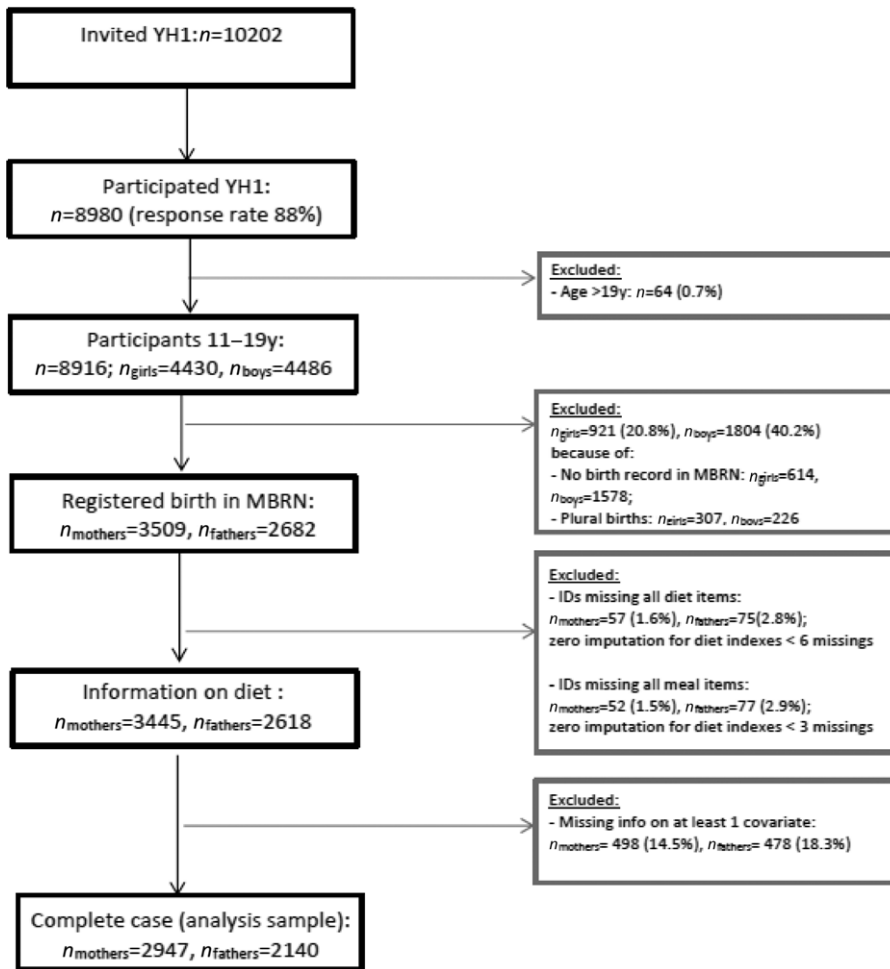 Invited YH1:n=10202
Participated YH1:
n=8980 (response rate 88%)
Excluded:
- Age >19y: n=64 (0.7%)
Participants 11–19y:
n=8916; ngirls=4430, nboys=4486
Excluded:
ngirls=921 (20.8%), nboys=1804 (40.2%)
because of:
- No birth record in MBRN: ngirls=614,
nboys=1578;
- Plural births: ngirls=307, nboys=226
Registered birth in MBRN:
nmothers=3509, nfathers=2682
Excluded:
- IDs missing all diet items:
nmothers=57 (1.6%), nfathers=75(2.8%);
zero imputation for diet indexes < 6 missings
- IDs missing all meal items:
nmothers=52 (1.5%), nfathers=77 (2.9%);
zero imputation for diet indexes < 3 missings
Information on diet :
nmothers=3445, nfathers=2618
Excluded:
- Missing info on at least 1 covariate:
nmothers= 498 (14.5%), nfathers= 478 (18.3%)
Complete case (analysis sample):
nmothers=2947, nfathers=2140